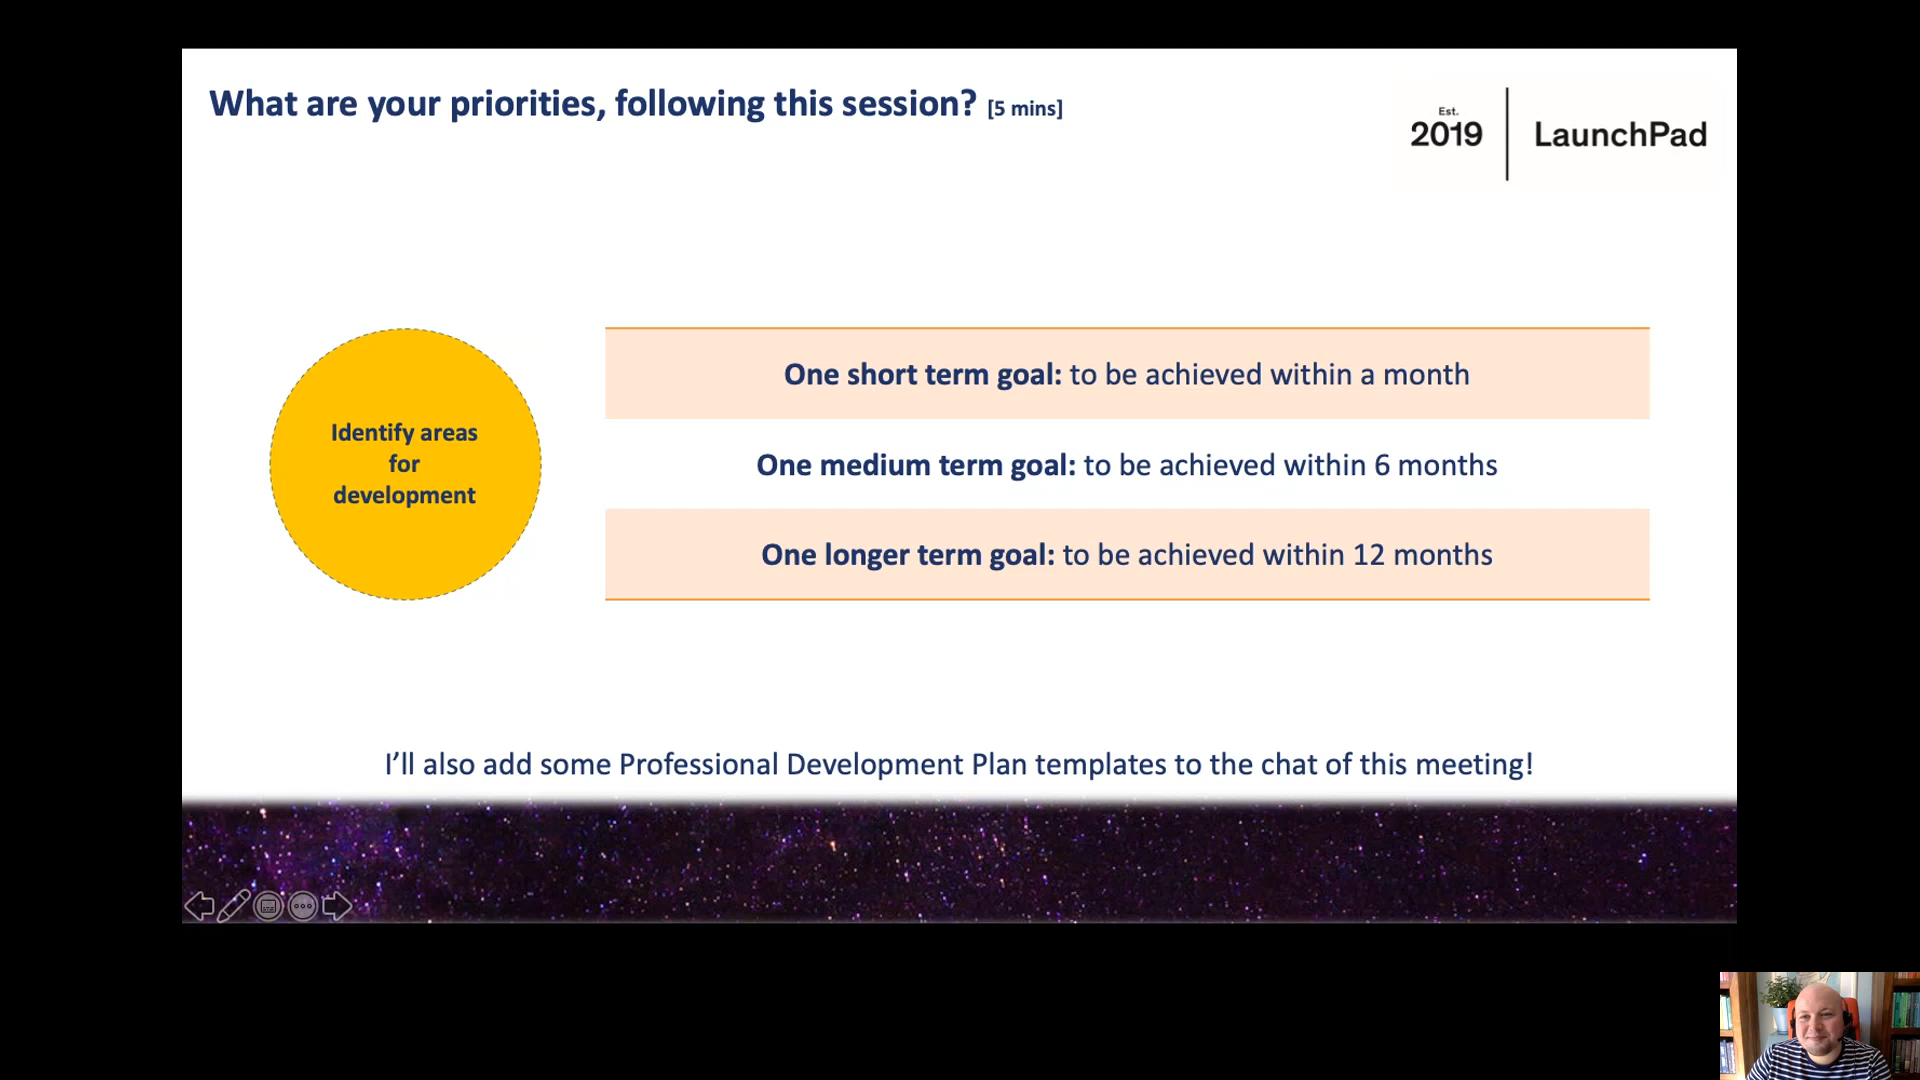 What are your priorities, following this session? [5 mins]
Est.
2019
LaunchPad
Identify areas
for
development
One short term goal: to be achieved within a month
One medium term goal: to be achieved within 6 months
One longer term goal: to be achieved within 12 months
I’ll also add some Professional Development Plan templates to the chat of this meeting!